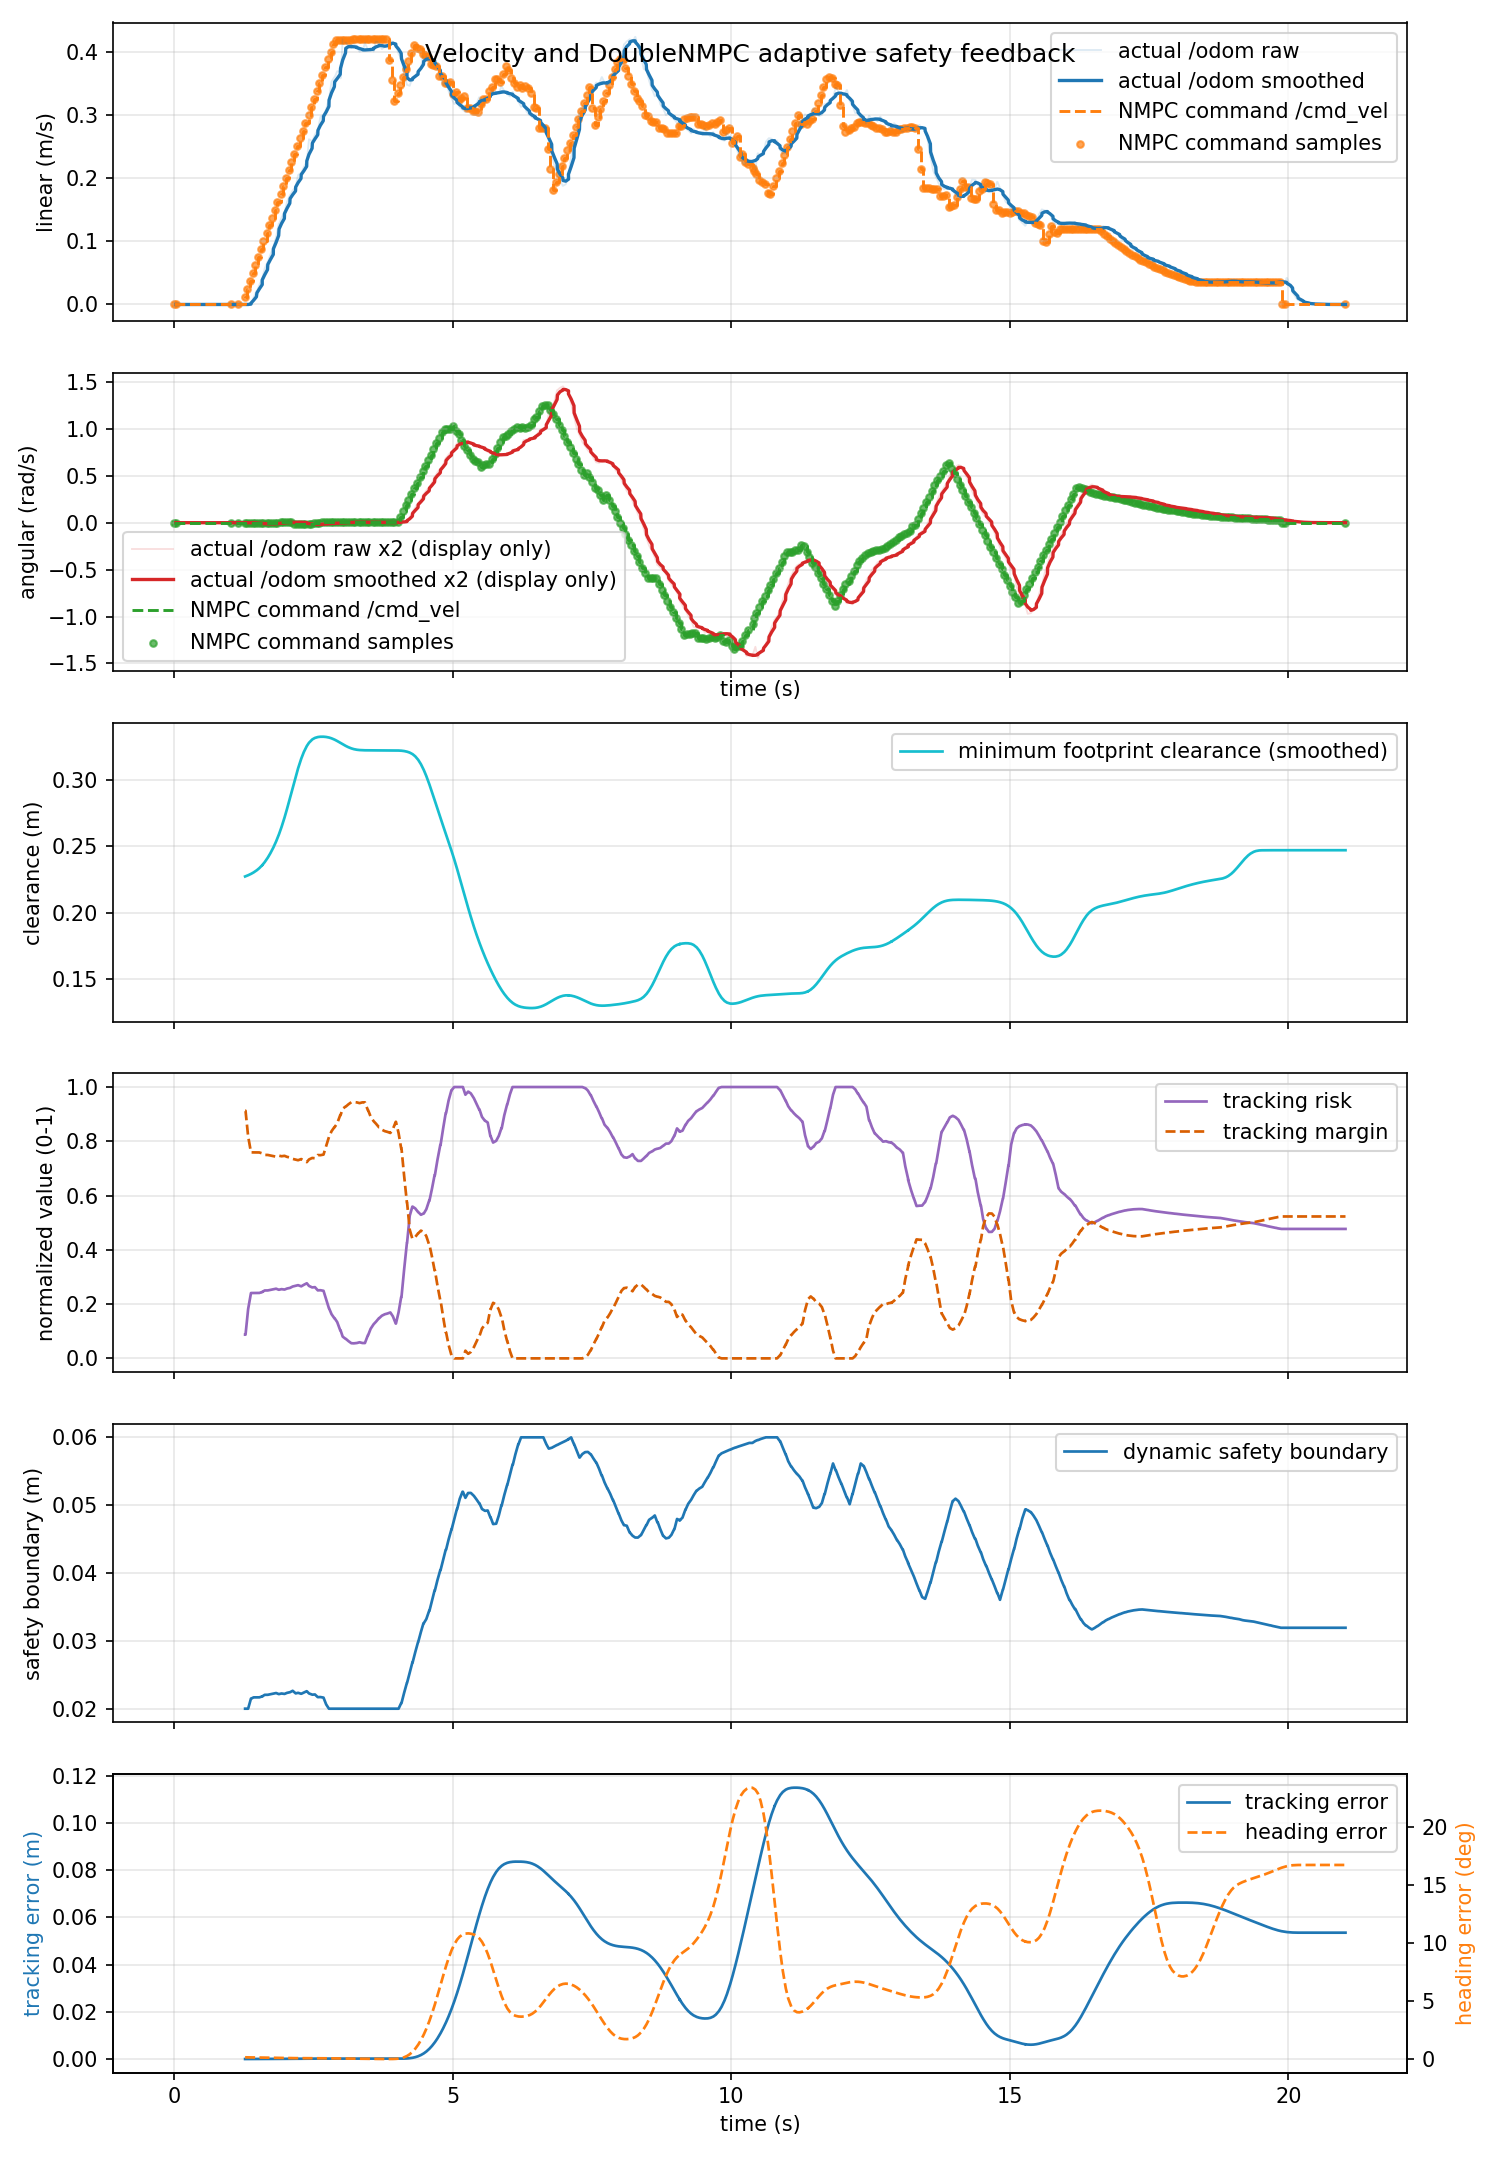 Velocity and DoubleNMPC adaptive safety feedback
linear (m/s)
0.4
0.3
0.2
0.1
0.0
actual /odom raw
actual /odom smoothed
NMPC command /cmd_vel
NMPC command samples
angular (rad/s)
1.5
1.0
0.5
0.0
−0.5
−1.0
−1.5
actual /odom raw x2 (display only)
actual /odom smoothed x2 (display only)
NMPC command /cmd_vel
NMPC command samples
time (s)
clearance (m)
0.30
0.25
0.20
0.15
minimum footprint clearance (smoothed)
normalized value (0-1)
1.0
0.8
0.6
0.4
0.2
0.0
tracking risk
tracking margin
safety boundary (m)
0.06
0.05
0.04
0.03
0.02
dynamic safety boundary
tracking error (m)
0.12
0.10
0.08
0.06
0.04
0.02
0.00
tracking error
heading error
20
15
10
5
0
heading error (deg)
0 5 10 15 20
time (s)